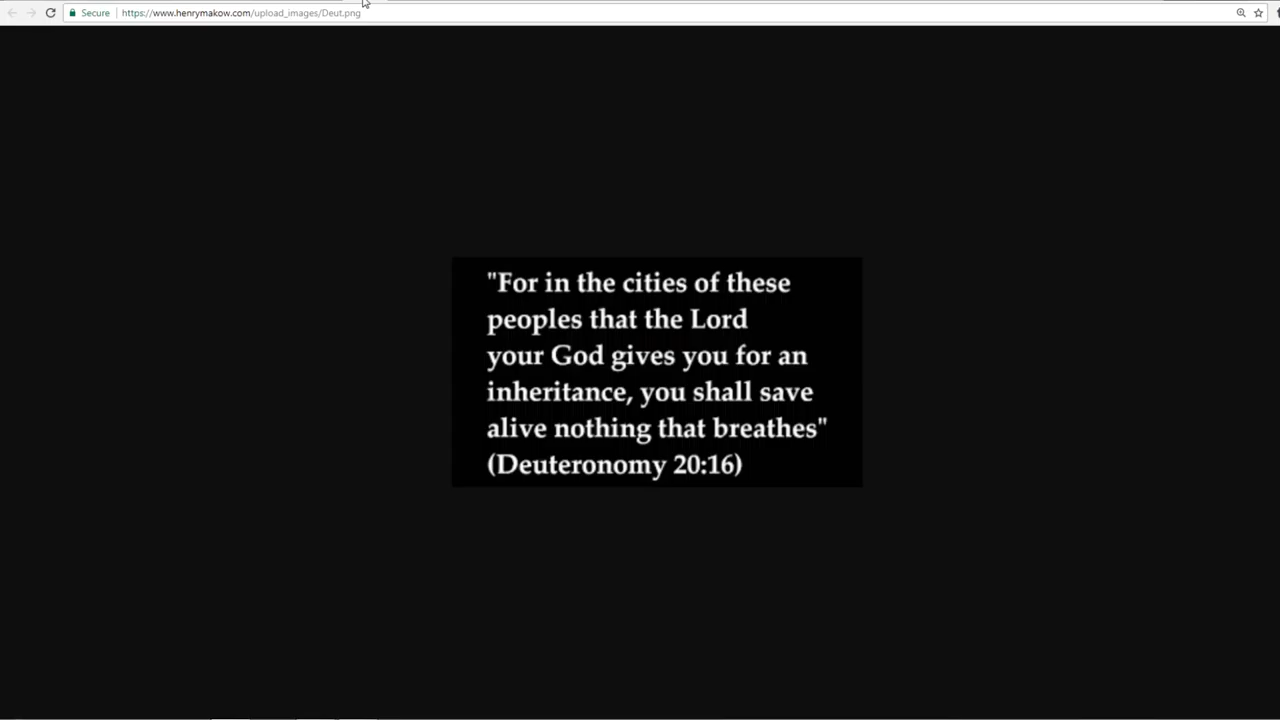 Secure
https://www.henrymakow.com/upload_images/Deut.png
"For in the cities of these
peoples that the Lord
your God gives you for an
inheritance, you shall save
alive nothing that breathes"
(Deuteronomy 20:16)